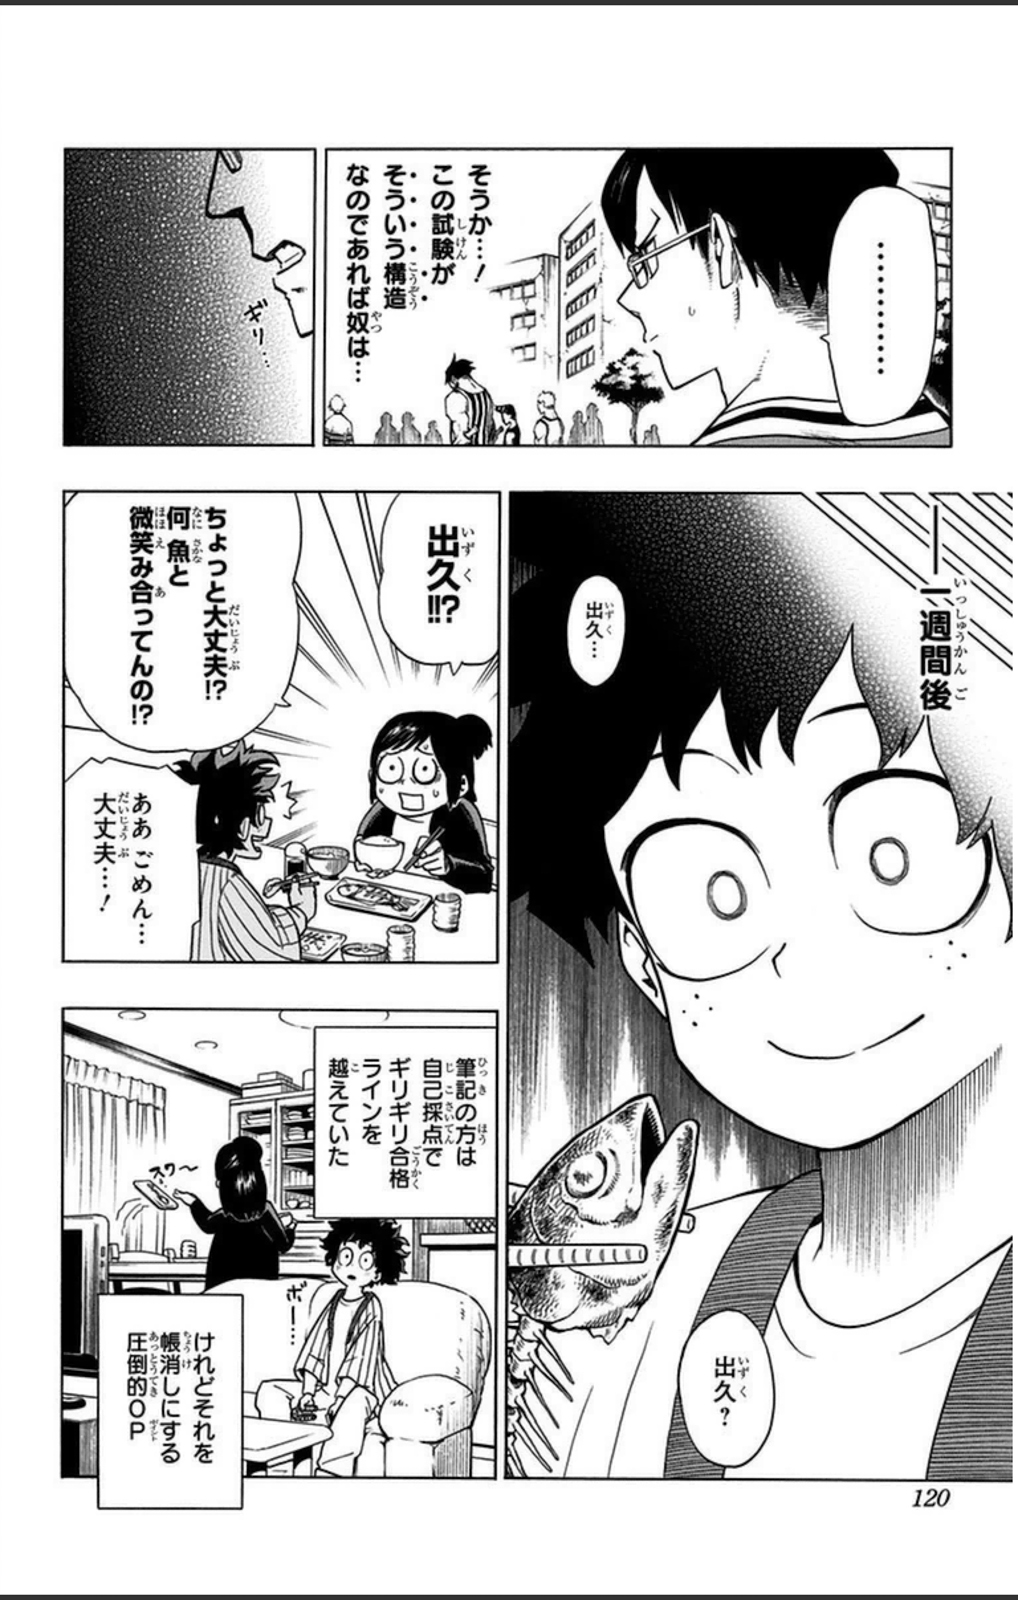 …………
そうか…!
この試験が
そういう構造
なのであれば奴は…
ギリ…
―一週間後
出久…
出久?
出久!!?
ちょっと大丈夫!?
何魚と
微笑み合ってんの!?
ああ ごめん…
大丈夫…!
筆記の方は
自己採点で
ギリギリ合格
ラインを
越えていた
スッ〜
ボー…
けれどそれを
帳消しにする
圧倒的0P
120